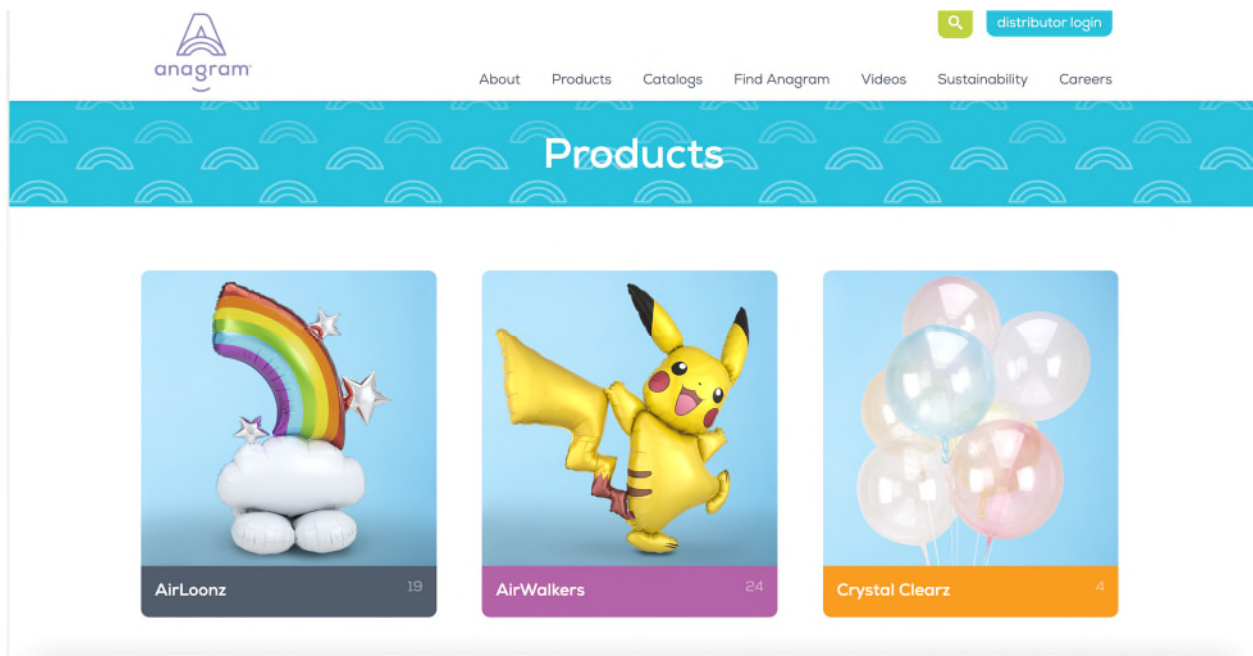 distributor login
anagram
About Products Catalogs Find Anagram Videos Sustainability Careers
Products
AirLoonz 19
AirWalkers 24
Crystal Clearz 4